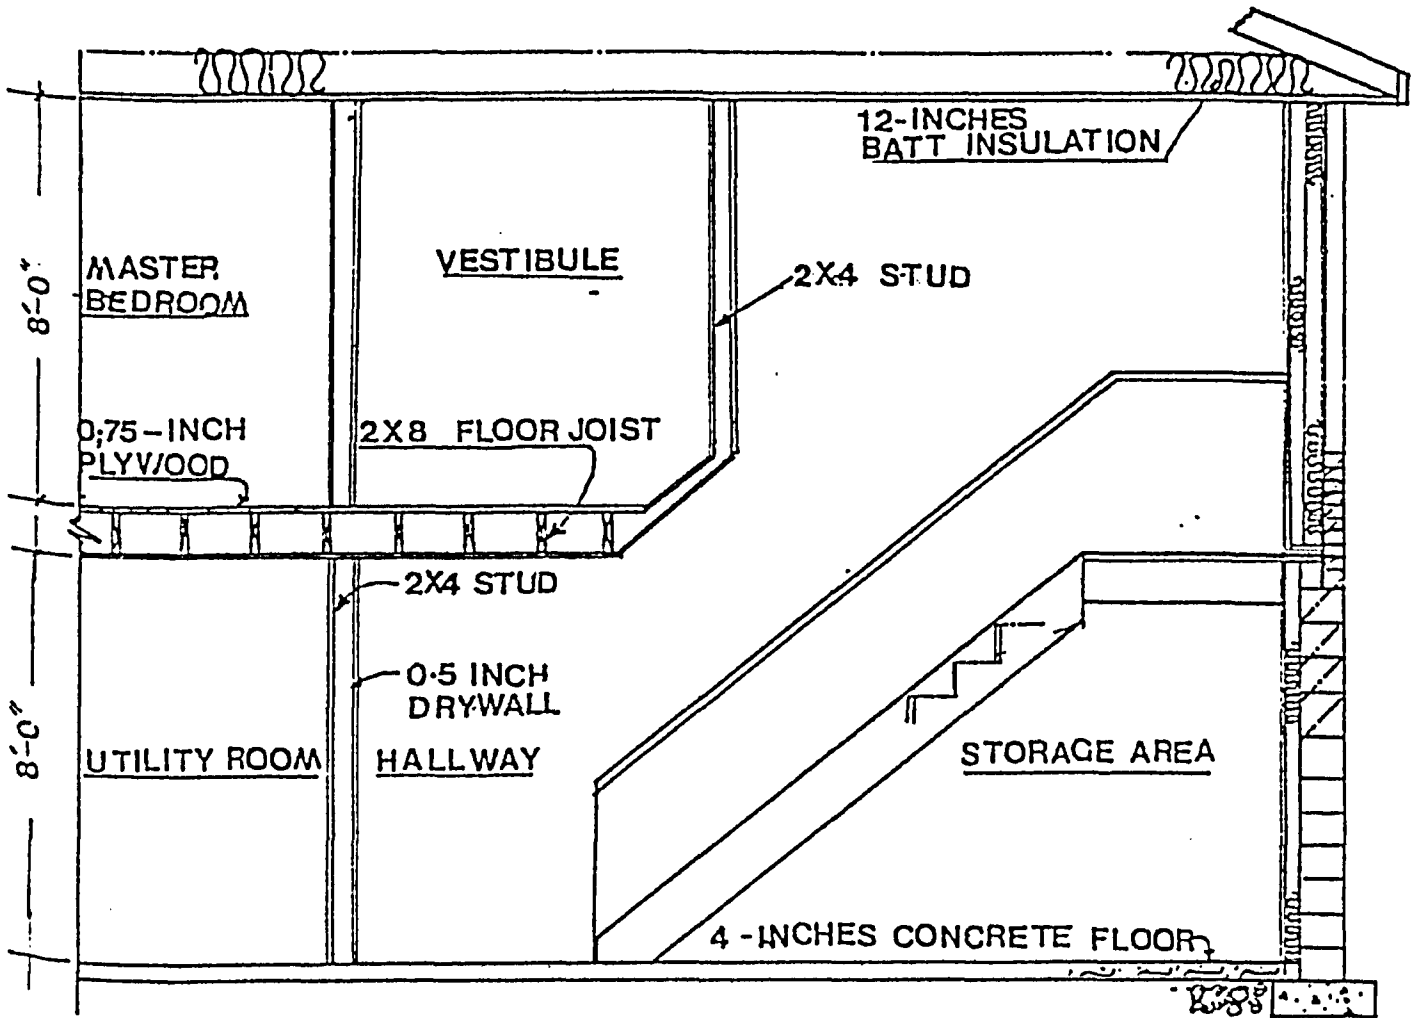 12-INCHES
BATT INSULATION
MASTER
BEDROOM
VESTIBULE
2X4 STUD
8'-0"
0;75-INCH
PLYWOOD
2X8 FLOOR JOIST
2X4 STUD
0.5 INCH
DRYWALL
8'-0"
UTILITY ROOM
HALLWAY
STORAGE AREA
4-INCHES CONCRETE FLOOR